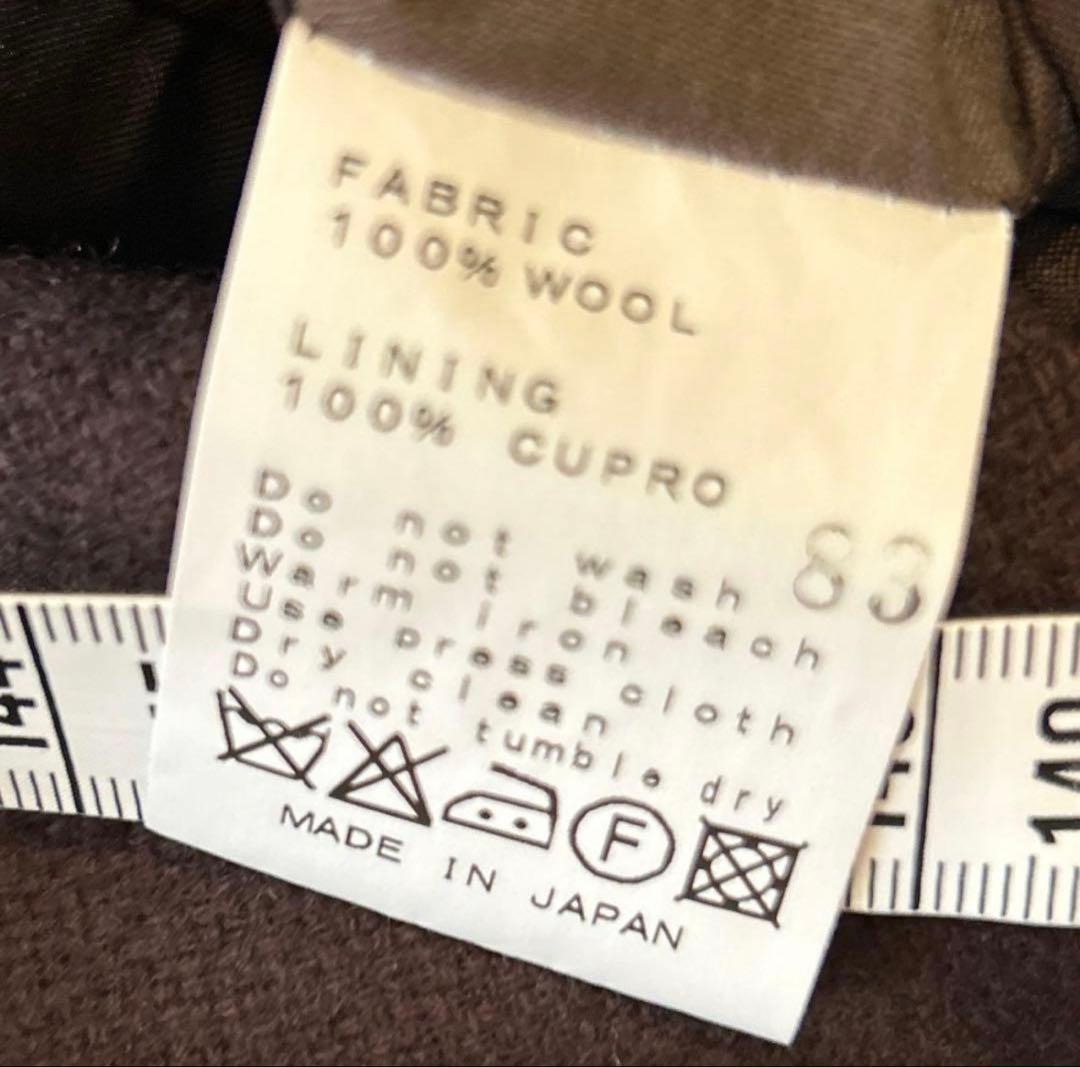 FABRIC
100% WOOL
LINING
100% CUPRO
83
Do not wash
Do not bleach
Warm iron
Use press cloth
Dry clean
Do not tumble dry
F
MADE IN JAPAN
140